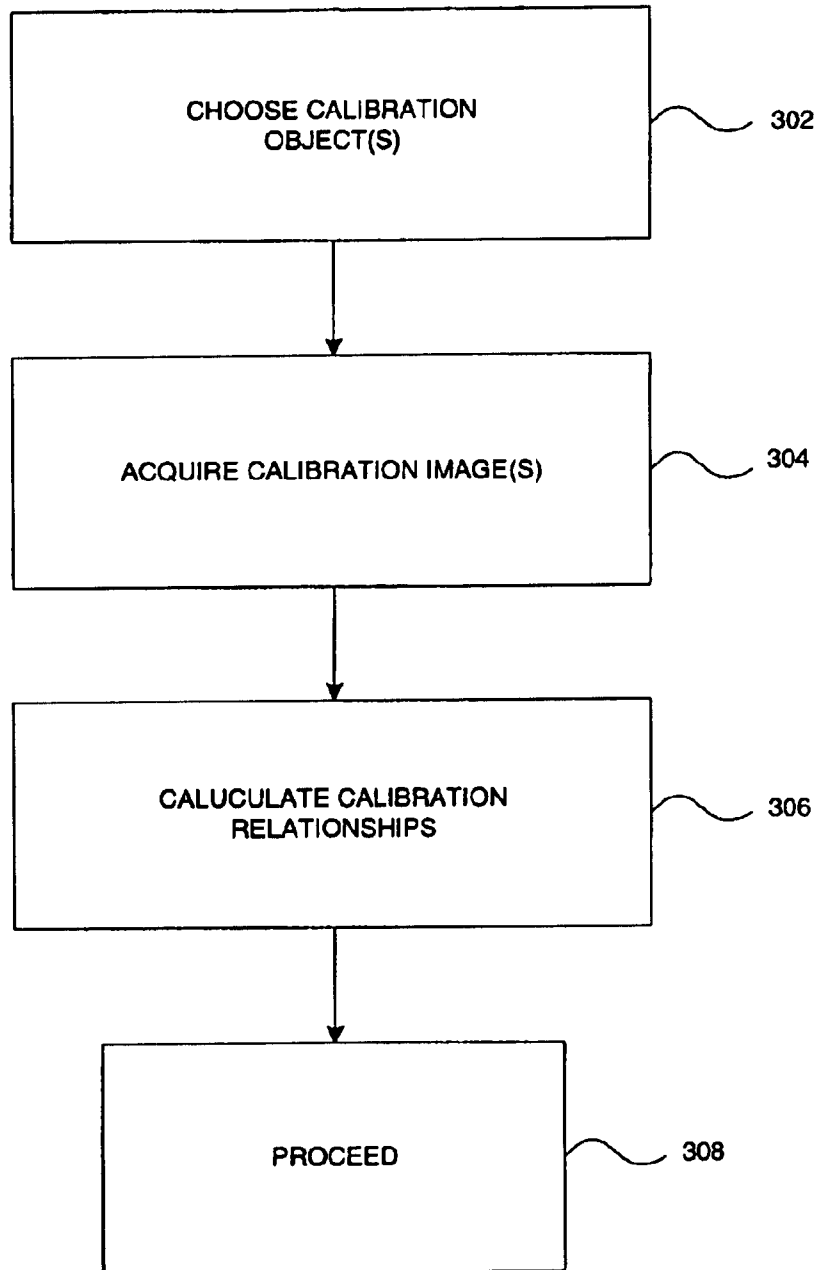 CHOOSE CALIBRATION
OBJECT(S)
302
ACQUIRE CALIBRATION IMAGE(S)
304
CALUCULATE CALIBRATION
RELATIONSHIPS
306
PROCEED
308